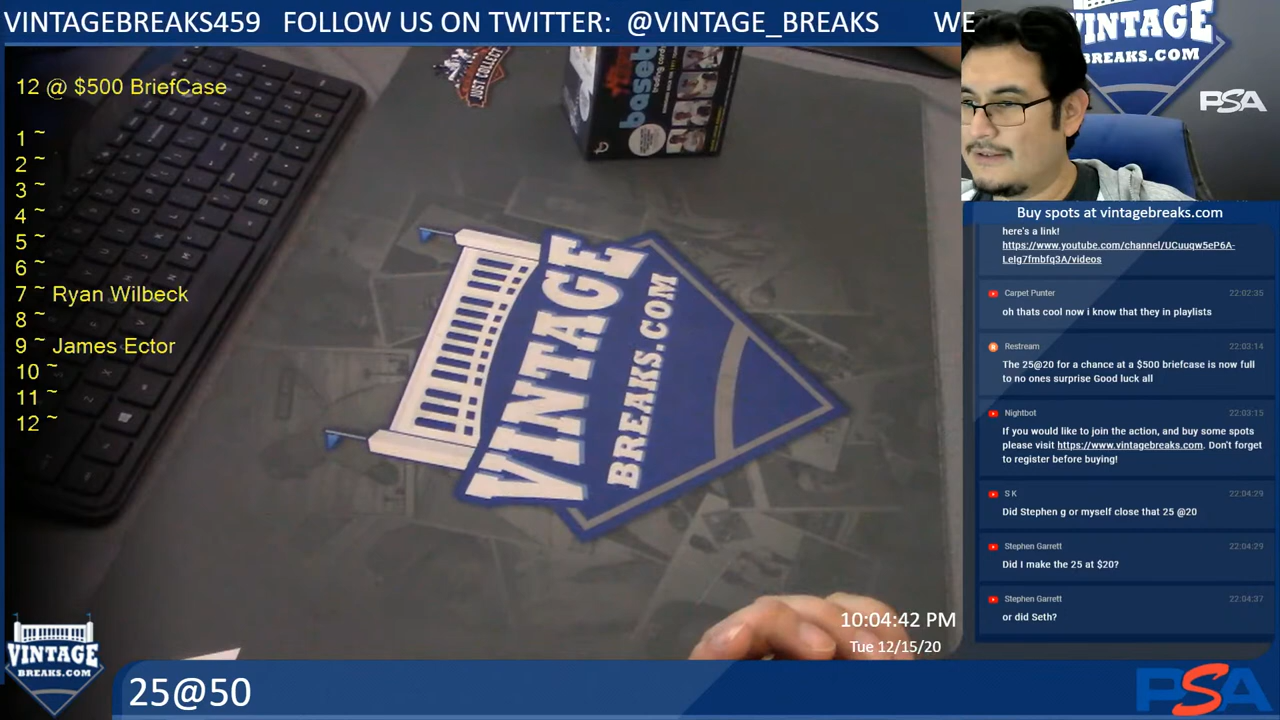 VINTAGEBREAKS459 FOLLOW US ON TWITTER: @VINTAGE_BREAKS WE
12 @ $500 BriefCase
1 ~
2 ~
3 ~
4 ~
5 ~
6 ~
7 ~ Ryan Wilbeck
8 ~
9 ~ James Ector
10 ~
11 ~
12 ~
JUST COLLECT
baseb
trading cards
VINTAGE
BREAKS.COM
VINTAGE
BREAKS.COM
PSA
Buy spots at vintagebreaks.com
here's a link!
https://www.youtube.com/channel/UCuuqw5eP6A-
LeIg7fmbfq3A/videos
Carpet Punter 22:02:35
oh thats cool now i know that they in playlists
Restream 22:03:14
The 25@20 for a chance at a $500 briefcase is now full
to no ones surprise Good luck all
Nightbot 22:03:15
If you would like to join the action, and buy some spots
please visit https://www.vintagebreaks.com. Don't forget
to register before buying!
S K 22:04:29
Did Stephen g or myself close that 25 @20
Stephen Garrett 22:04:29
Did I make the 25 at $20?
Stephen Garrett 22:04:37
or did Seth?
10:04:42 PM
Tue 12/15/20
VINTAGE
BREAKS.COM
25@50
PSA